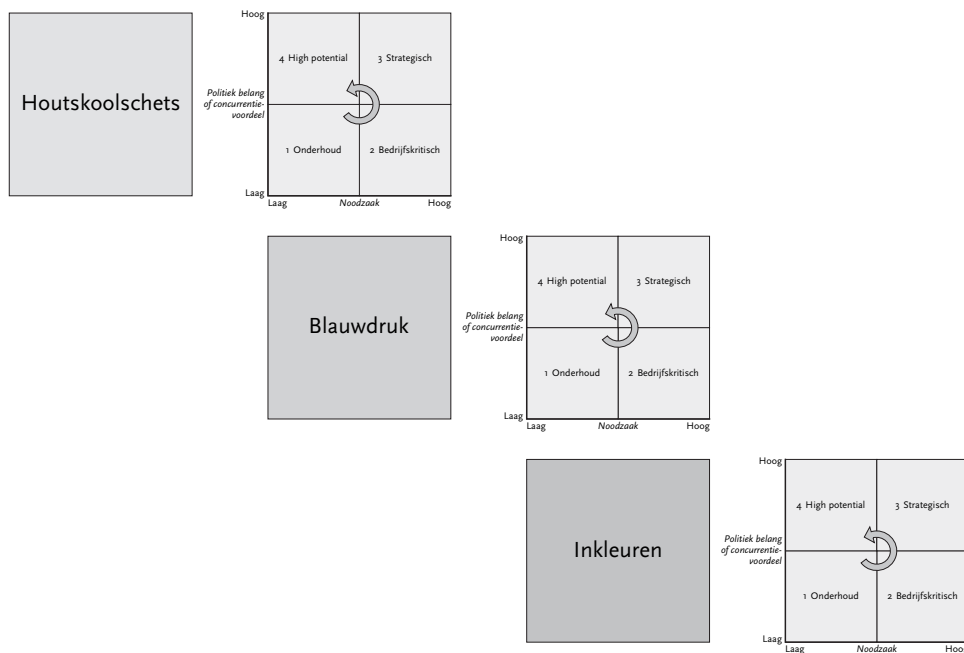 Houtskoolschets
Hoog
4 High potential
3 Strategisch
Politiek belang
of concurrentie-
voordeel
1 Onderhoud
2 Bedrijfskritisch
Laag
Laag
Noodzaak
Hoog
Blauwdruk
Hoog
4 High potential
3 Strategisch
Politiek belang
of concurrentie-
voordeel
1 Onderhoud
2 Bedrijfskritisch
Laag
Laag
Noodzaak
Hoog
Inkleuren
Hoog
4 High potential
3 Strategisch
Politiek belang
of concurrentie-
voordeel
1 Onderhoud
2 Bedrijfskritisch
Laag
Laag
Noodzaak
Hoog